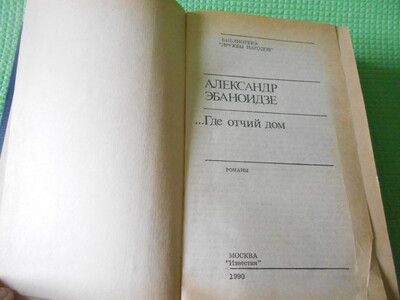 БИБЛИОТЕКА
"ДРУЖБЫ НАРОДОВ"
АЛЕКСАНДР
ЭБАНОИДЗЕ
...Где отчий дом
РОМАНЫ
МОСКВА
"Известия"
1990